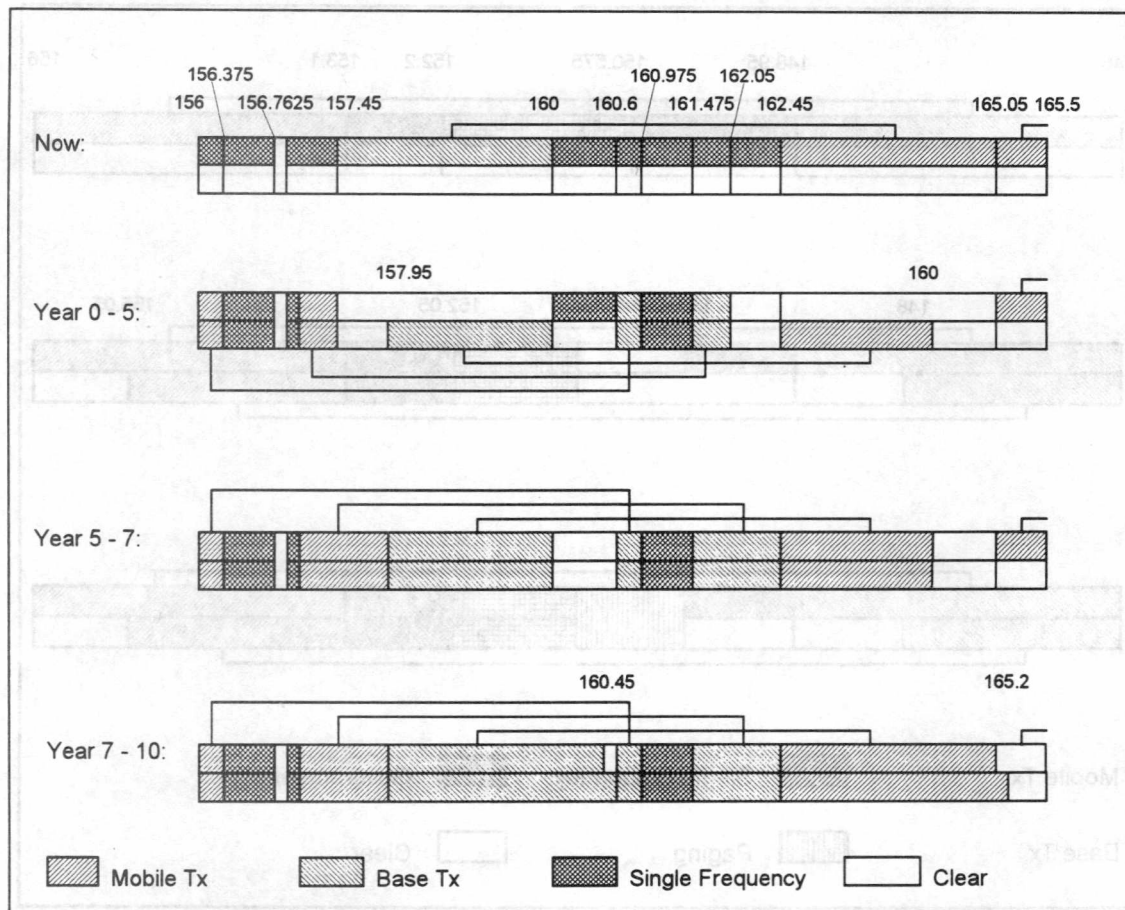 160.975 162.05
156.375
156 156.7625 157.45 160 160.6 161.475 162.45 165.05 165.5
Now:
157.95 160
Year 0 - 5:
Year 5 - 7:
160.45 165.2
Year 7 - 10:
Mobile Tx Base Tx Single Frequency Clear